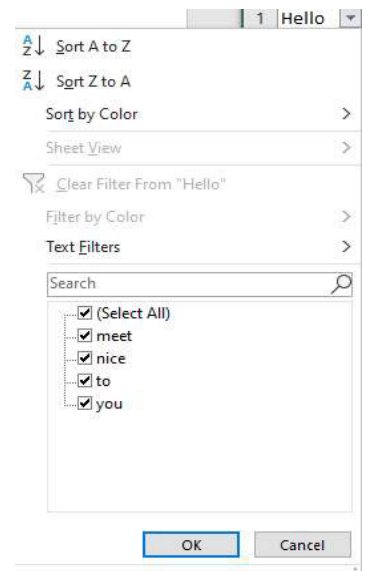 1 Hello
Sort A to Z
Sort Z to A
Sort by Color
Sheet View
Clear Filter From "Hello"
Filter by Color
Text Filters
Search
(Select All)
meet
nice
to
you
OK Cancel